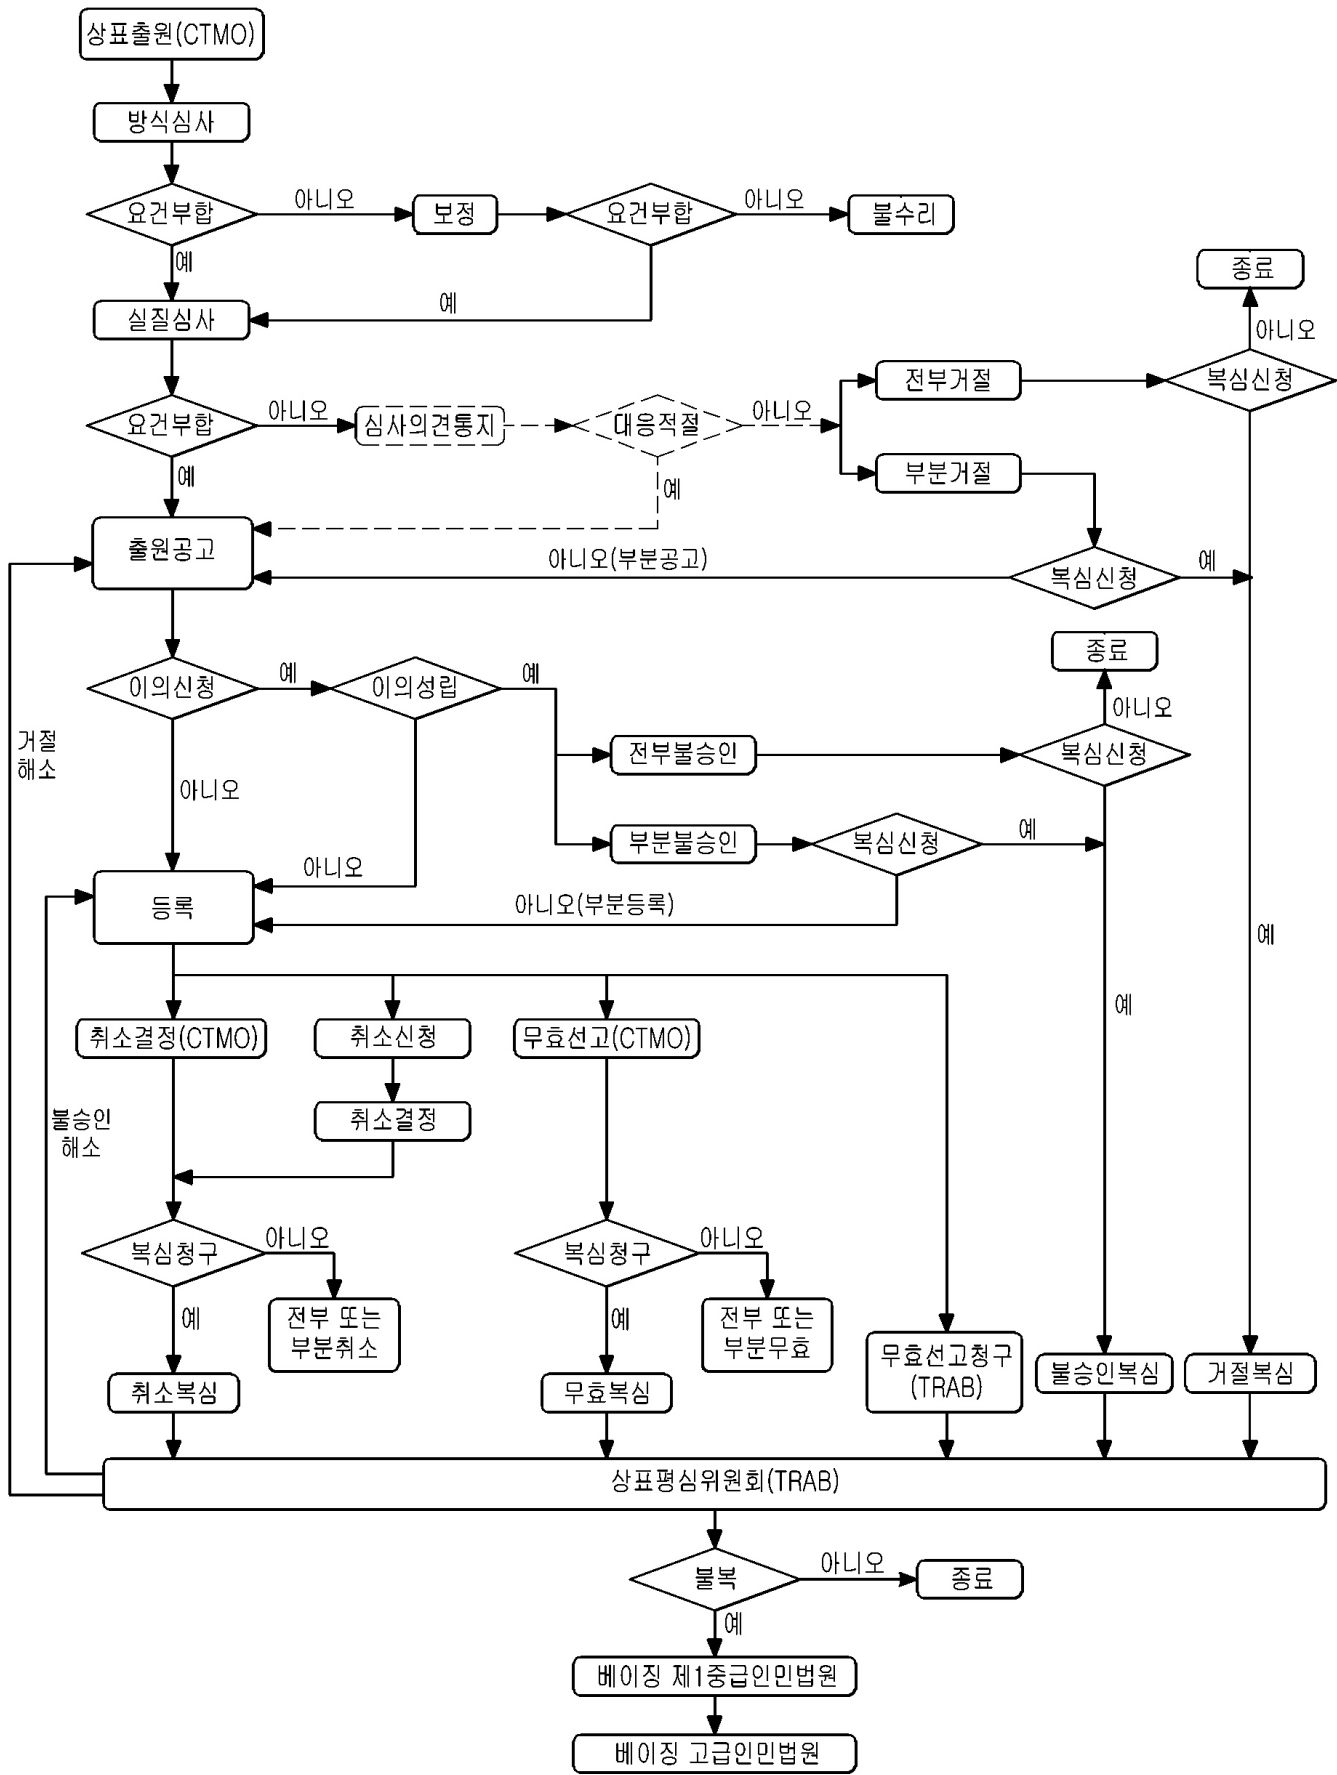 상표출원(CTMO)
방식심사
요건부합
아니오
보정
요건부합
아니오
불수리
예
예
실질심사
종료
아니오
복심신청
요건부합
아니오
심사의견통지
대응적절
아니오
전부거절
부분거절
예
예
출원공고
아니오(부분공고)
복심신청
예
이의신청
예
이의성립
예
종료
아니오
복심신청
거절
해소
전부불승인
아니오
부분불승인
복심신청
예
아니오
등록
아니오(부분등록)
예
예
취소결정(CTMO)
취소신청
무효선고(CTMO)
취소결정
불승인
해소
복심청구
아니오
복심청구
아니오
예
전부 또는
부분취소
예
전부 또는
부분무효
취소복심
무효복심
무효선고청구
(TRAB)
불승인복심
거절복심
상표평심위원회(TRAB)
불복
아니오
종료
예
베이징 제1중급인민법원
베이징 고급인민법원